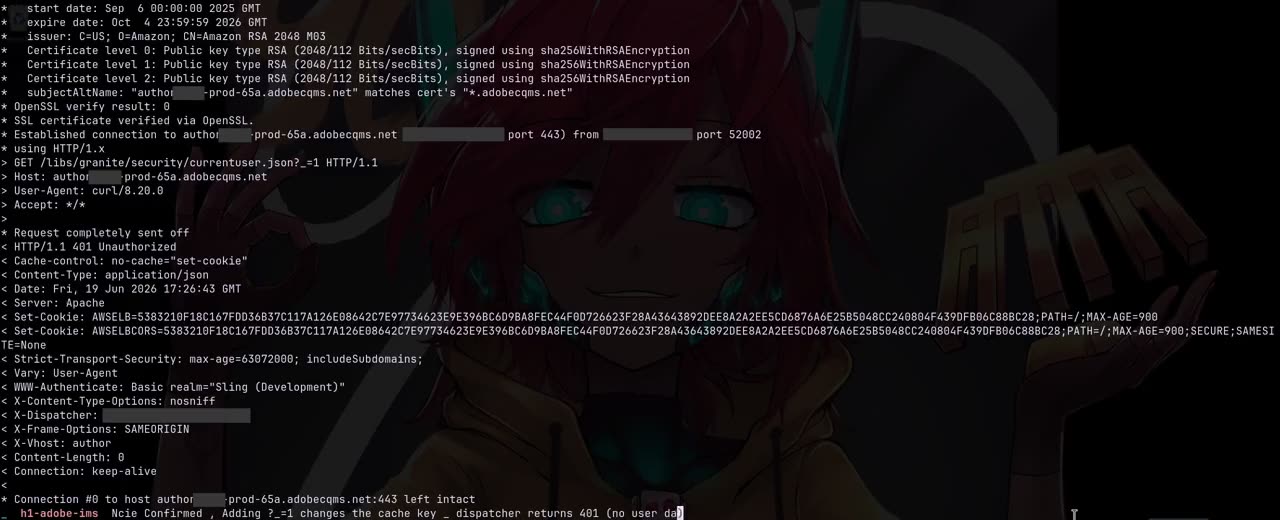 *   start date: Sep  6 00:00:00 2025 GMT
*   expire date: Oct  4 23:59:59 2026 GMT
*   issuer: C=US; O=Amazon; CN=Amazon RSA 2048 M03
*   Certificate level 0: Public key type RSA (2048/112 Bits/secBits), signed using sha256WithRSAEncryption
*   Certificate level 1: Public key type RSA (2048/112 Bits/secBits), signed using sha256WithRSAEncryption
*   Certificate level 2: Public key type RSA (2048/112 Bits/secBits), signed using sha256WithRSAEncryption
*   subjectAltName: "author -prod-65a.adobecqms.net" matches cert's "*.adobecqms.net"
* OpenSSL verify result: 0
* SSL certificate verified via OpenSSL.
* Established connection to author -prod-65a.adobecqms.net port 443) from port 52002
* using HTTP/1.x
> GET /libs/granite/security/currentuser.json?_=1 HTTP/1.1
> Host: author -prod-65a.adobecqms.net
> User-Agent: curl/8.20.0
> Accept: */*
>
* Request completely sent off
< HTTP/1.1 401 Unauthorized
< Cache-control: no-cache="set-cookie"
< Content-Type: application/json
< Date: Fri, 19 Jun 2026 17:26:43 GMT
< Server: Apache
< Set-Cookie: AWSELB=5383210F18C167FDD36B37C117A126E08642C7E97734623E9E396BC6D9BA8FEC44F0D726623F28A43643892DEE8A2A2EE5CD6876A6E25B5048CC240804F439DFB06C88BC28;PATH=/;MAX-AGE=900
< Set-Cookie: AWSELBCORS=5383210F18C167FDD36B37C117A126E08642C7E97734623E9E396BC6D9BA8FEC44F0D726623F28A43643892DEE8A2A2EE5CD6876A6E25B5048CC240804F439DFB06C88BC28;PATH=/;MAX-AGE=900;SECURE;SAMESI
TE=None
< Strict-Transport-Security: max-age=63072000; includeSubdomains;
< Vary: User-Agent
< WWW-Authenticate: Basic realm="Sling (Development)"
< X-Content-Type-Options: nosniff
< X-Dispatcher:
< X-Frame-Options: SAMEORIGIN
< X-Vhost: author
< Content-Length: 0
< Connection: keep-alive
<
* Connection #0 to host author -prod-65a.adobecqms.net:443 left intact
_  h1-adobe-ims  Ncie Confirmed , Adding ?_=1 changes the cache key _ dispatcher returns 401 (no user da)